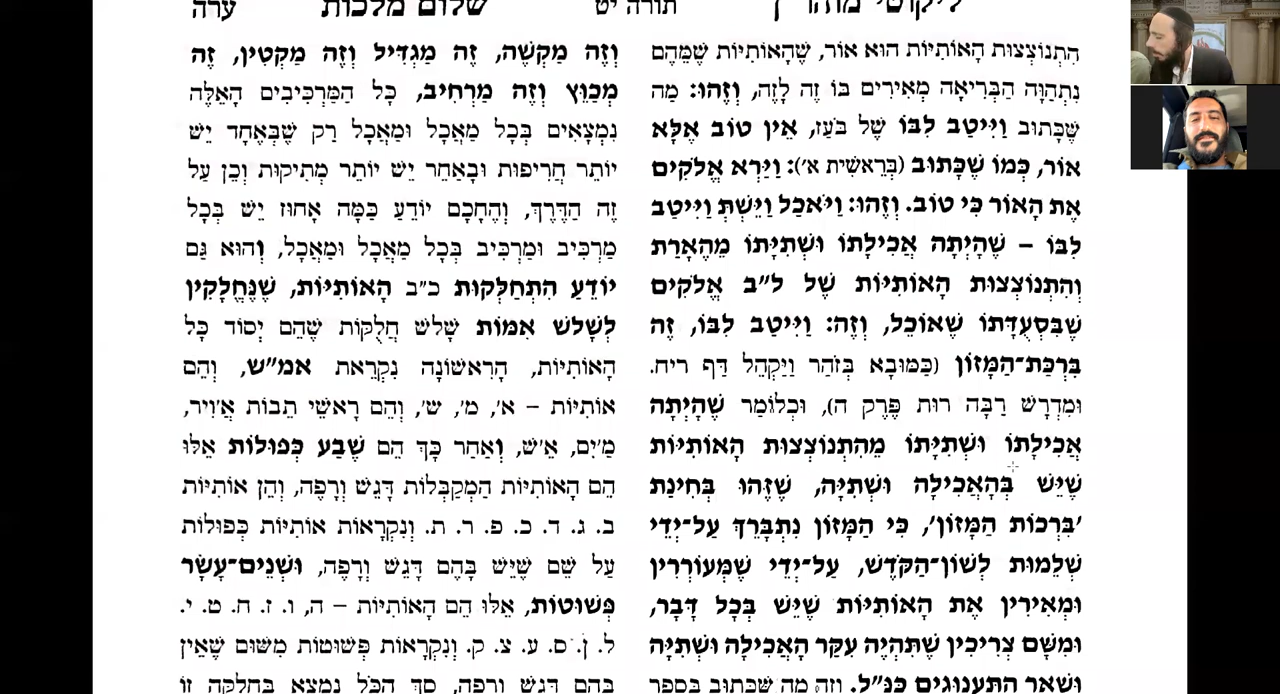 ליקוטי מוהר"ן תורה יט שלום מלכות ערה
הִתְנוֹצְצוּת הָאוֹתִיּוֹת הוּא אוֹר, שֶׁהָאוֹתִיּוֹת שֶׁמֵּהֶם
נִתְהַוָּה הַבְּרִיאָה מְאִירִים בּוֹ זֶה לָזֶה, וְזֶהוּ: מַה
שֶּׁכָּתוּב וַיִּיטַב לִבּוֹ שֶׁל בֹּעַז, אֵין טוֹב אֶלָּא
אוֹר, כְּמוֹ שֶׁכָּתוּב (בְּרֵאשִׁית א'): וַיַּרְא אֱלֹקִים
אֶת הָאוֹר כִּי טוֹב. וְזֶהוּ: וַיֹּאכַל וַיֵּשְׁתְּ וַיִּיטַב
לִבּוֹ – שֶׁהָיְתָה אֲכִילָתוֹ וּשְׁתִיָּתוֹ מֵהֶאָרַת
וְהִתְנוֹצְצוּת הָאוֹתִיּוֹת שֶׁל ל"ב אֱלֹקִים
שֶׁבִּסְעֻדָּתוֹ שֶׁאוֹכֵל, וְזֶה: וַיִּיטַב לִבּוֹ, זֶה
בִּרְכַּת־הַמָּזוֹן (כַּמּוּבָא בְּזֹהַר וַיַּקְהֵל דַּף ריח.
וּמִדְרָשׁ רַבָּה רוּת פֶּרֶק ה), וּכְלוֹמַר שֶׁהָיְתָה
אֲכִילָתוֹ וּשְׁתִיָּתוֹ מֵהִתְנוֹצְצוּת הָאוֹתִיּוֹת
שֶׁיֵּשׁ בְּהָאֲכִילָה וּשְׁתִיָּה, שֶׁזֶּהוּ בְּחִינַת
'בִּרְכוֹת הַמָּזוֹן', כִּי הַמָּזוֹן נִתְבָּרֵךְ עַל־יְדֵי
שְׁלֵמוּת לְשׁוֹן־הַקֹּדֶשׁ, עַל־יְדֵי שֶׁמְּעוֹרְרִין
וּמְאִירִין אֶת הָאוֹתִיּוֹת שֶׁיֵּשׁ בְּכָל דָּבָר,
וּמִשָּׁם צְרִיכִין שֶׁתִּהְיֶה עִקַּר הָאֲכִילָה וּשְׁתִיָּה
וּשְׁאָר הַתַּעֲנוּגִים כַּנַּ"ל. וְזֶה מַה שֶּׁכָּתוּב בְּסֵפֶר
וְזֶה מַקְשֶׁה, זֶה מַגְדִּיל וְזֶה מַקְטִין, זֶה
מְכַוֵּץ וְזֶה מַרְחִיב, כָּל הַמַּרְכִּיבִים הָאֵלֶּה
נִמְצָאִים בְּכָל מַאֲכָל וּמַאֲכָל רַק שֶׁבְּאֶחָד יֵשׁ
יוֹתֵר חֲרִיפוּת וּבְאַחֵר יֵשׁ יוֹתֵר מְתִיקוּת וְכֵן עַל
זֶה הַדֶּרֶךְ, וְהֶחָכָם יוֹדֵעַ כַּמָּה אָחוּז יֵשׁ בְּכָל
מַרְכִּיב וּמַרְכִּיב בְּכָל מַאֲכָל וּמַאֲכָל, וְהוּא גַּם
יוֹדֵעַ הִתְחַלְּקוּת כ"ב הָאוֹתִיּוֹת, שֶׁנֶּחֱלָקִין
לְשָׁלֹשׁ אִמּוֹת שָׁלֹשׁ חֲלֻקּוֹת שֶׁהֵם יְסוֹד כָּל
הָאוֹתִיּוֹת, הָרִאשׁוֹנָה נִקְרֵאת אמ"ש, וְהֵם
אוֹתִיּוֹת – א', מ', ש', וְהֵם רָאשֵׁי תֵבוֹת אֲ'וִיר,
מַ'יִם, אֵ'שׁ, וְאַחַר כָּךְ הֵם שֶׁבַע כְּפוּלוֹת אֵלּוּ
הֵם הָאוֹתִיּוֹת הַמְקַבְּלוֹת דָּגֵשׁ וְרָפֶה, וְהֵן אוֹתִיּוֹת
ב. ג. ד. כ. פ. ר. ת. וְנִקְרָאוֹת אוֹתִיּוֹת כְּפוּלוֹת
עַל שֵׁם שֶׁיֵּשׁ בָּהֶם דָּגֵשׁ וְרָפֶה, וּשְׁנֵים־עָשָׂר
פְּשׁוּטוֹת, אֵלּוּ הֵם הָאוֹתִיּוֹת – ה, ו. ז. ח. ט. י.
ל. ן. ס. ע. צ. ק. וְנִקְרָאוֹת פְּשׁוּטוֹת מִשּׁוּם שֶׁאֵין
בָּהֶם דָּגֵשׁ וְרָפֶה, סַךְ הַכֹּל נִמְצָא בַּחֲלֻקָּה זוֹ